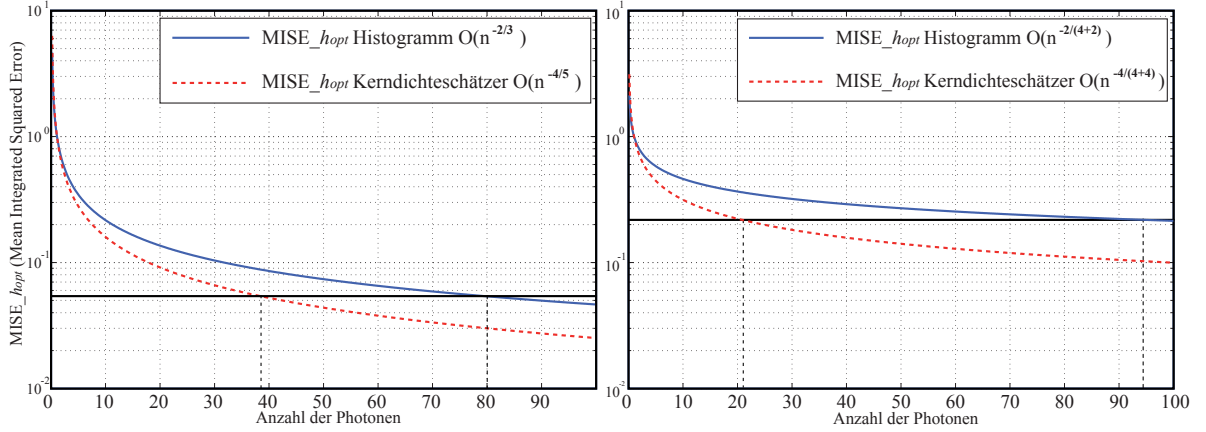 MISE_hopt Histogramm O(n-2/3)
MISE_hopt Kerndichteschätzer O(n-4/5)
MISE_hopt (Mean Integrated Squared Error)
10^1
10^0
10^-1
10^-2
0 10 20 30 40 50 60 70 80 90
Anzahl der Photonen
MISE_hopt Histogramm O(n-2/(4+2))
MISE_hopt Kerndichteschätzer O(n-4/(4+4))
10^1
10^0
10^-1
10^-2
0 10 20 30 40 50 60 70 80 90 100
Anzahl der Photonen